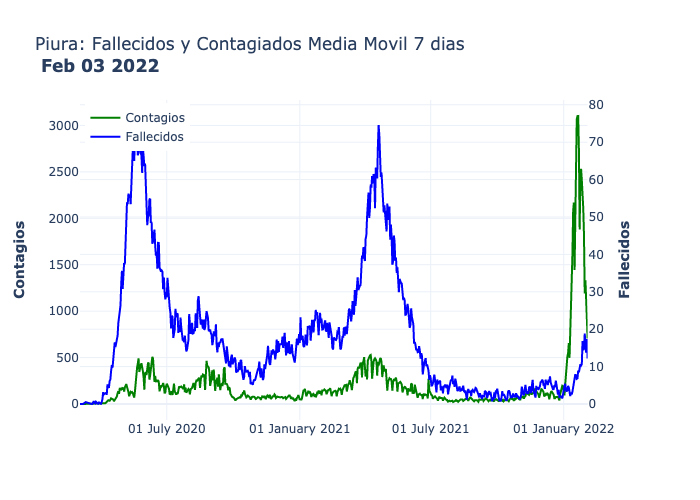 Piura: Fallecidos y Contagiados Media Movil 7 dias
Feb 03 2022
Contagios
Fallecidos
3000
2500
2000
1500
1000
500
0
80
70
60
50
40
30
20
10
0
Contagios
Fallecidos
01 July 2020
01 January 2021
01 July 2021
01 January 2022